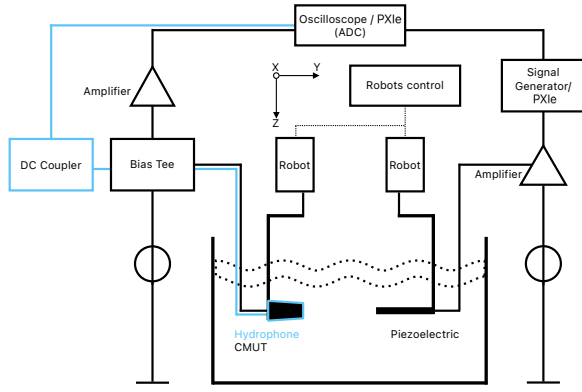 Oscilloscope / PXIe
(ADC)
Amplifier
X
Y
Z
Robots control
Signal
Generator/
PXIe
DC Coupler
Bias Tee
Robot
Robot
Amplifier
Hydrophone
CMUT
Piezoelectric